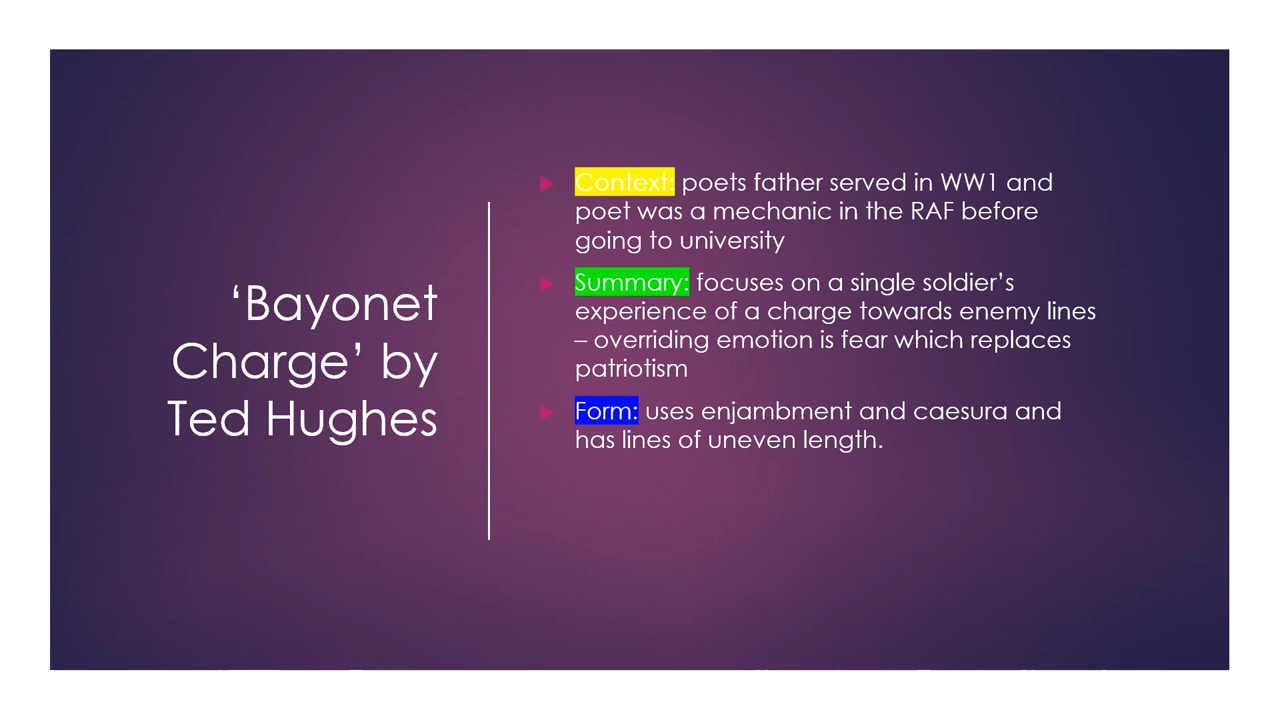 ‘Bayonet
Charge’ by
Ted Hughes
Context: poets father served in WW1 and
poet was a mechanic in the RAF before
going to university
Summary: focuses on a single soldier’s
experience of a charge towards enemy lines
– overriding emotion is fear which replaces
patriotism
Form: uses enjambment and caesura and
has lines of uneven length.